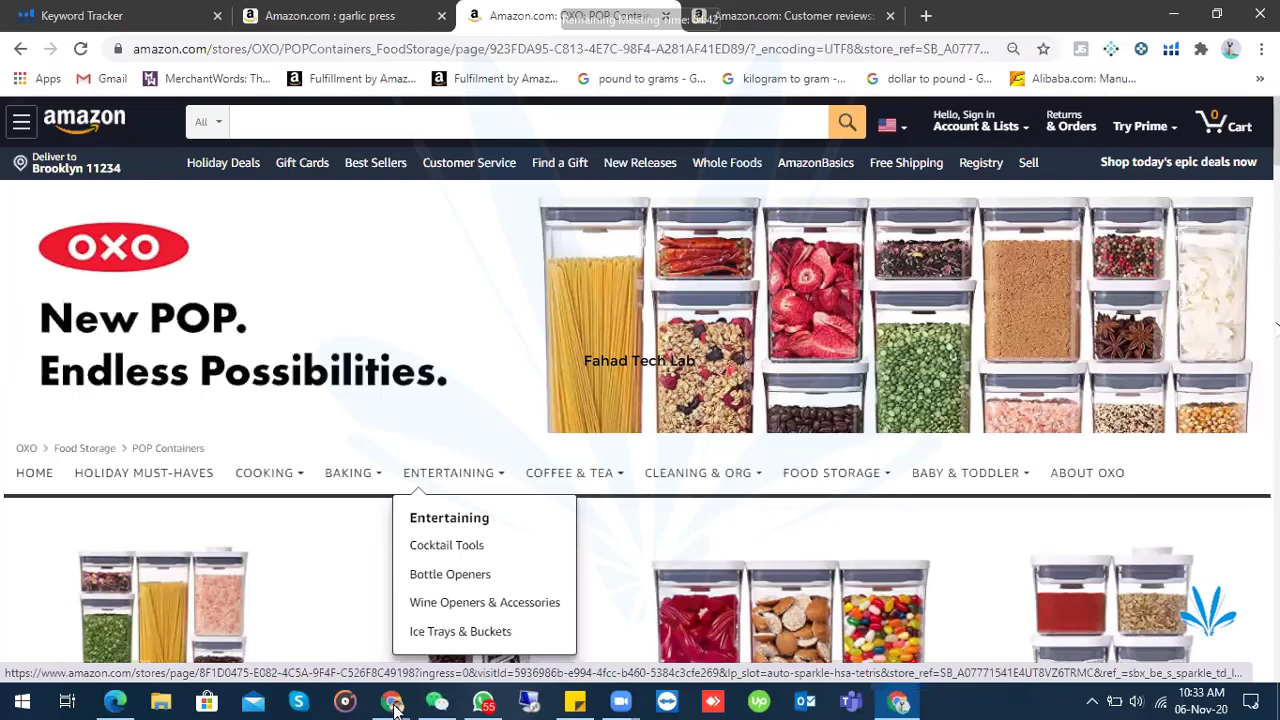 Keyword Tracker
Amazon.com : garlic press
Amazon.com: OXO: POP Contai
Amazon.com: Customer reviews:
amazon.com/stores/OXO/POPContainers_FoodStorage/page/923FDA95-C813-4E7C-98F4-A281AF41ED89/?_encoding=UTF8&store_ref=SB_A0777...
Apps
Gmail
MerchantWords: Th...
Fulfillment by Amaz...
Fulfilment by Amaz...
pound to grams - G...
kilogram to gram -...
dollar to pound - G...
Alibaba.com: Manu...
amazon
All
Hello, Sign in
Account & Lists
Returns
& Orders
Try Prime
0
Cart
Deliver to
Brooklyn 11234
Holiday Deals
Gift Cards
Best Sellers
Customer Service
Find a Gift
New Releases
Whole Foods
AmazonBasics
Free Shipping
Registry
Sell
Shop today's epic deals now
OXO
New POP.
Endless Possibilities.
Fahad Tech Lab
OXO > Food Storage > POP Containers
HOME
HOLIDAY MUST-HAVES
COOKING
BAKING
ENTERTAINING
COFFEE & TEA
CLEANING & ORG
FOOD STORAGE
BABY & TODDLER
ABOUT OXO
Entertaining
Cocktail Tools
Bottle Openers
Wine Openers & Accessories
Ice Trays & Buckets
55
Up
10:33 AM
06-Nov-20